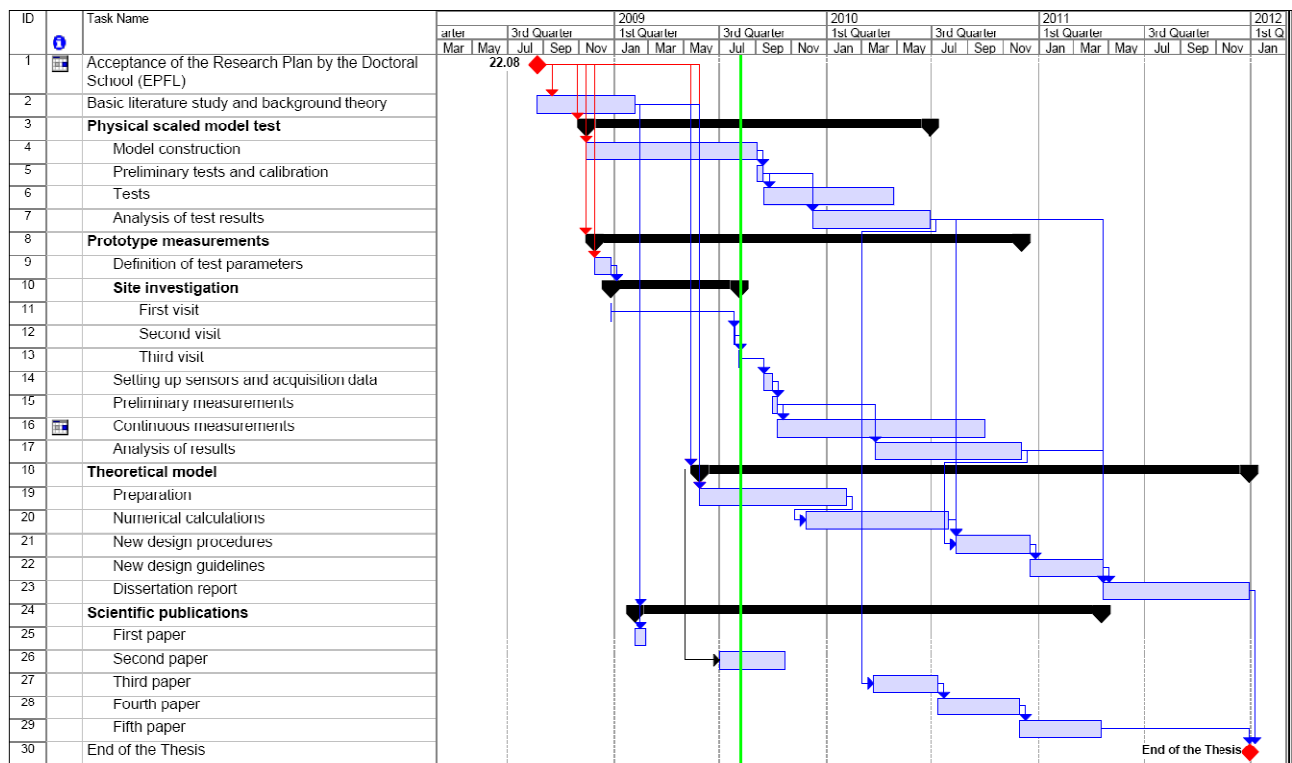 ID Task Name 2009 2010 2011 2012
arter 3rd Quarter 1st Quarter 3rd Quarter 1st Quarter 3rd Quarter 1st Quarter 3rd Quarter 1st Q
Mar May Jul Sep Nov Jan Mar May Jul Sep Nov Jan Mar May Jul Sep Nov Jan Mar May Jul Sep Nov Jan
1 Acceptance of the Research Plan by the Doctoral 22.08
School (EPFL)
2 Basic literature study and background theory
3 Physical scaled model test
4 Model construction
5 Preliminary tests and calibration
6 Tests
7 Analysis of test results
8 Prototype measurements
9 Definition of test parameters
10 Site investigation
11 First visit
12 Second visit
13 Third visit
14 Setting up sensors and acquisition data
15 Preliminary measurements
16 Continuous measurements
17 Analysis of results
18 Theoretical model
19 Preparation
20 Numerical calculations
21 New design procedures
22 New design guidelines
23 Dissertation report
24 Scientific publications
25 First paper
26 Second paper
27 Third paper
28 Fourth paper
29 Fifth paper
30 End of the Thesis End of the Thesis